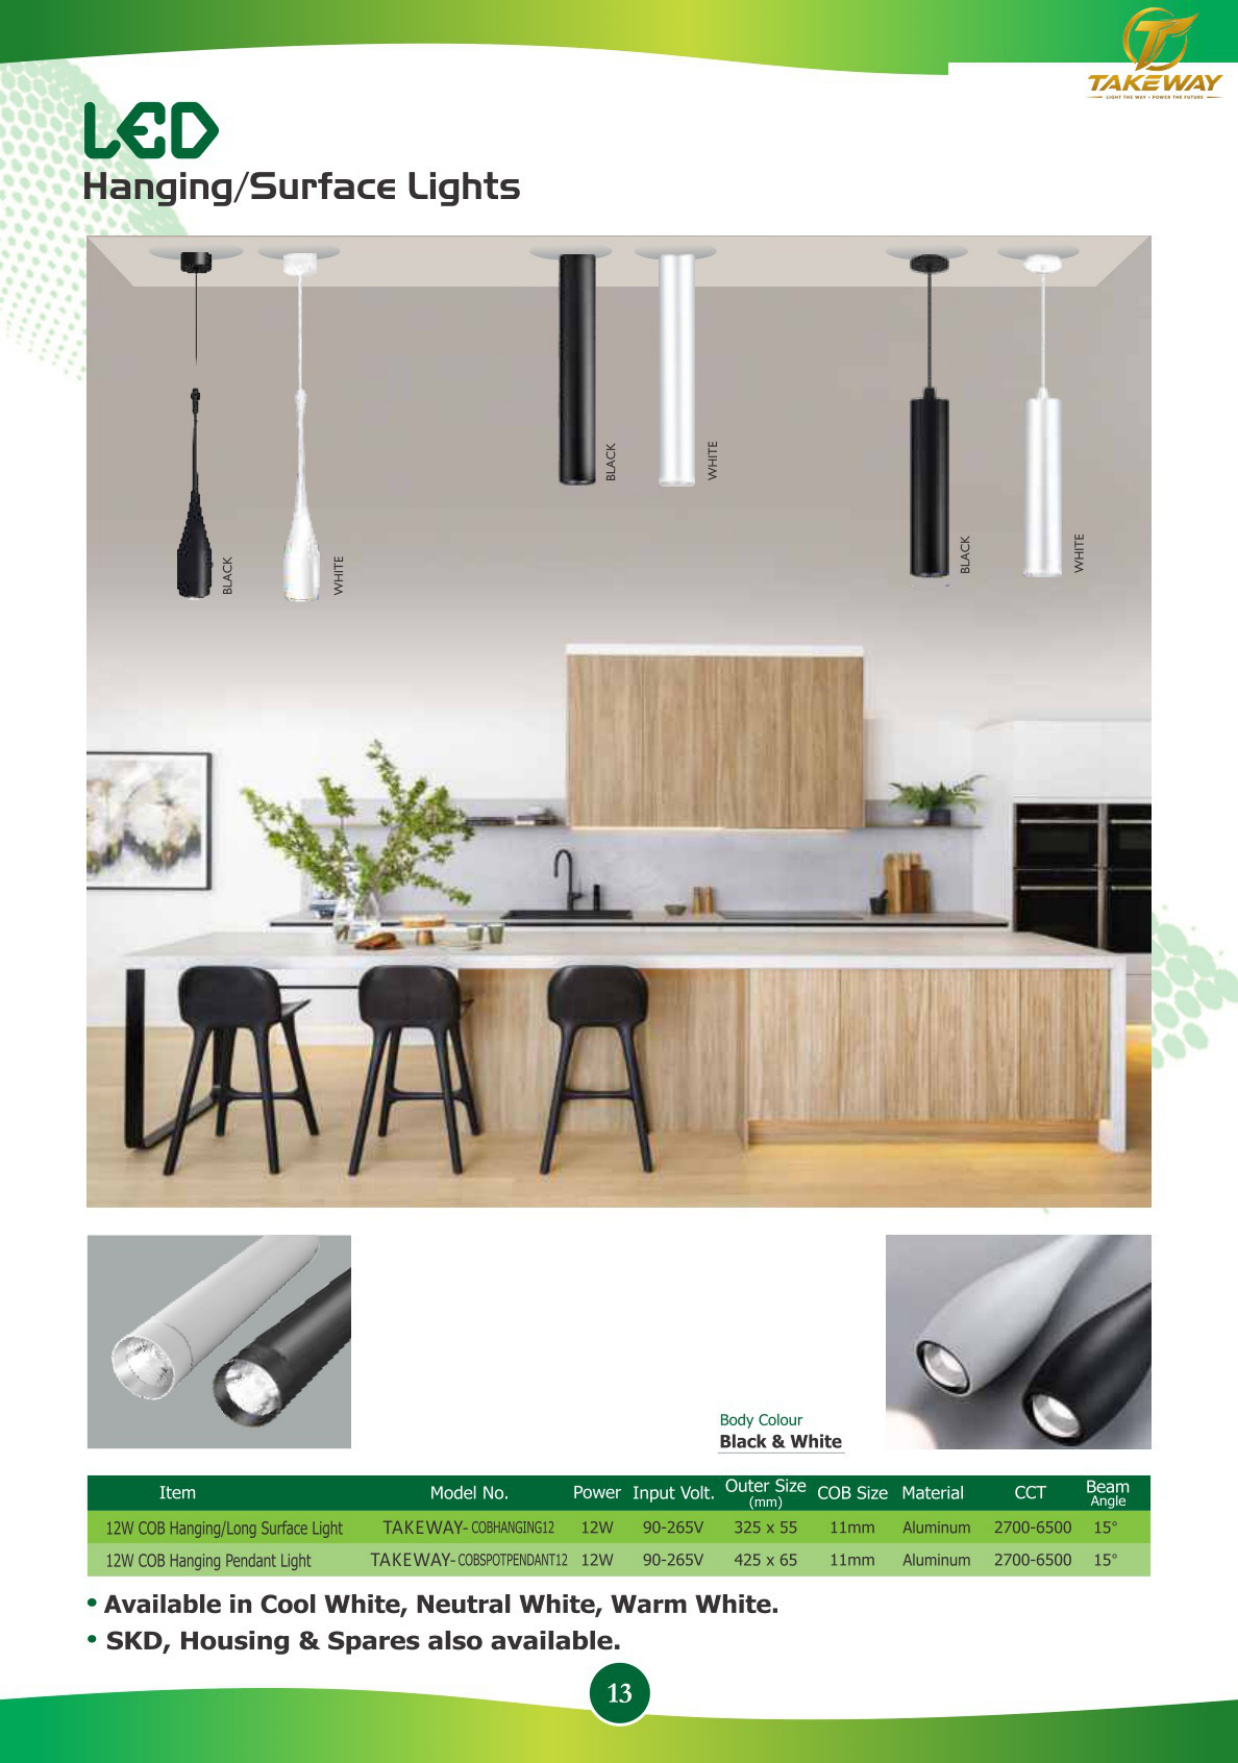 TAKEWAY
LIGHT THE WAY • POWER THE FUTURE
LED
Hanging/Surface Lights
BLACK
WHITE
BLACK
WHITE
BLACK
WHITE
Body Colour
Black & White
Item Model No. Power Input Volt. Outer Size (mm) COB Size Material CCT Beam Angle
12W COB Hanging/Long Surface Light TAKEWAY- COBHANGING12 12W 90-265V 325 x 55 11mm Aluminum 2700-6500 15°
12W COB Hanging Pendant Light TAKEWAY- COBSPOTPENDANT12 12W 90-265V 425 x 65 11mm Aluminum 2700-6500 15°
• Available in Cool White, Neutral White, Warm White.
• SKD, Housing & Spares also available.
13